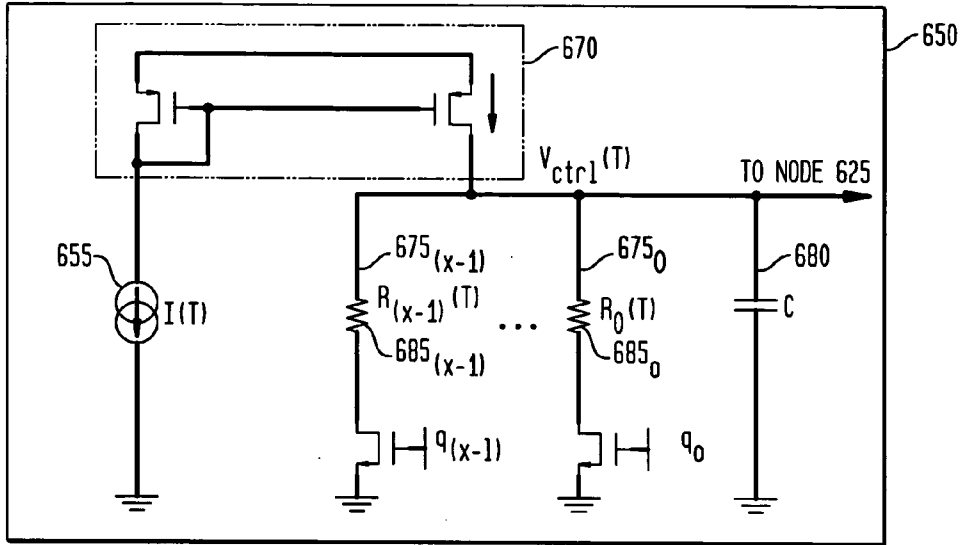 670
650
V_ctrl (T)
TO NODE 625
655
I(T)
675_(x-1)
675_0
680
R_(x-1) (T)
R_0 (T)
C
...
685_(x-1)
685_0
q_(x-1)
q_0